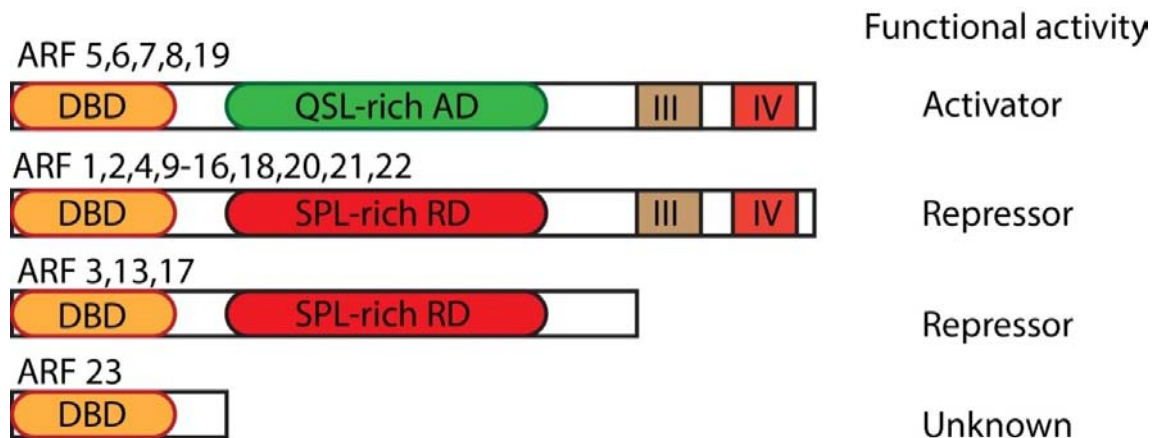 Functional activity
ARF 5,6,7,8,19
DBD QSL-rich AD III IV Activator
ARF 1,2,4,9-16,18,20,21,22
DBD SPL-rich RD III IV Repressor
ARF 3,13,17
DBD SPL-rich RD Repressor
ARF 23
DBD Unknown